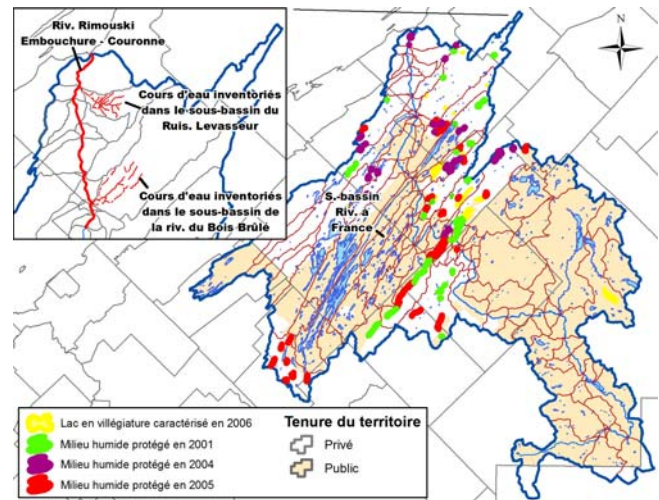 Riv. Rimouski
Embouchure - Couronne
Cours d'eau inventoriés
dans le sous-bassin du
Ruis. Levasseur
Cours d'eau inventoriés
dans le sous-bassin de
la riv. du Bois Brûlé
N
S.-bassin
Riv. à
France
Lac en villégiature caractérisé en 2006
Milieu humide protégé en 2001
Milieu humide protégé en 2004
Milieu humide protégé en 2005
Tenure du territoire
Privé
Public